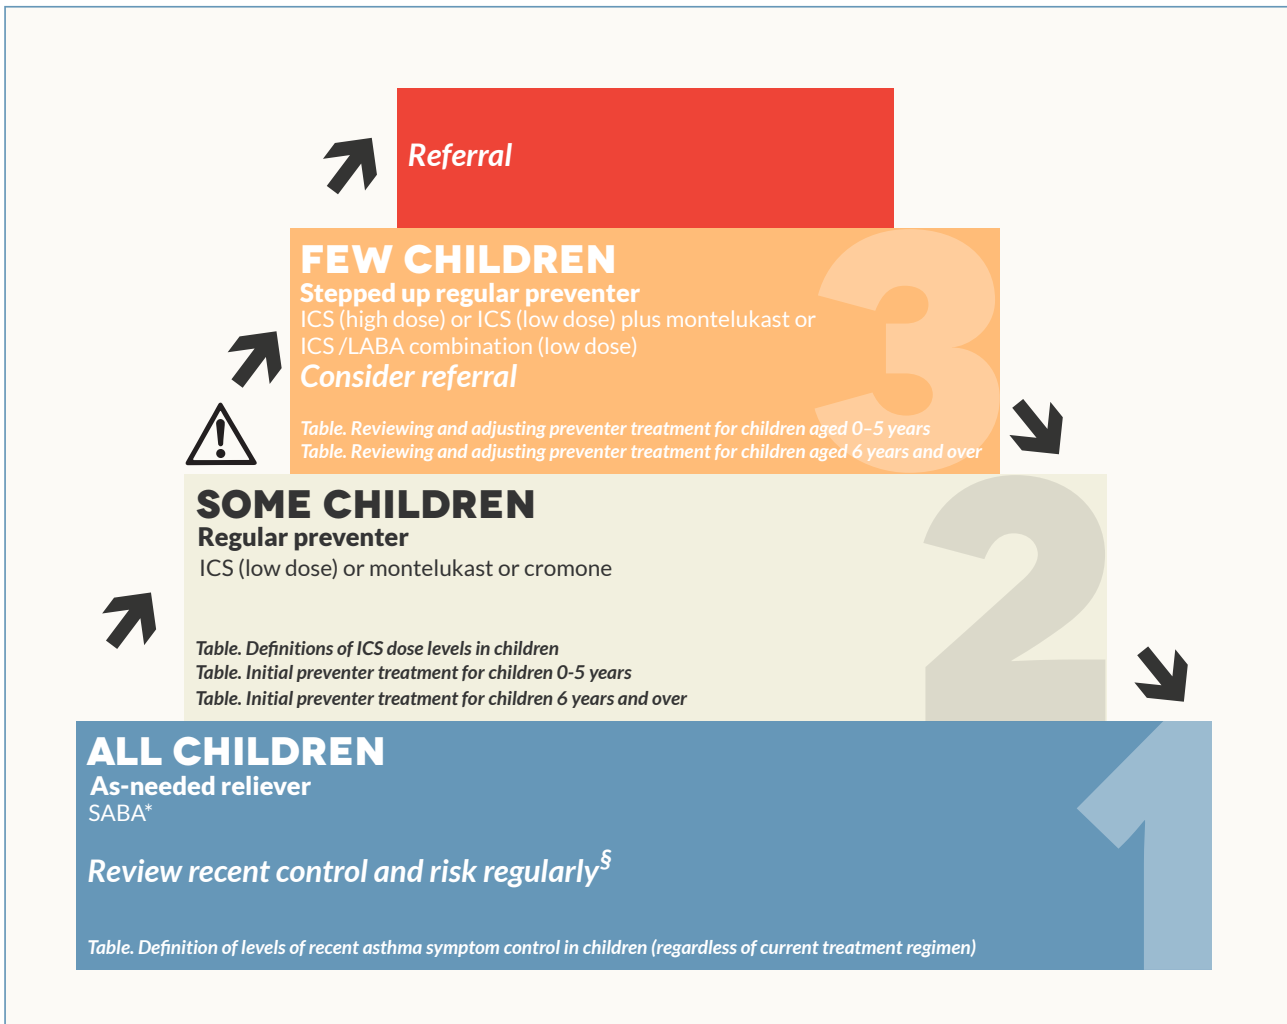 Referral
FEW CHILDREN
Stepped up regular preventer
ICS (high dose) or ICS (low dose) plus montelukast or
ICS /LABA combination (low dose)
Consider referral
Table. Reviewing and adjusting preventer treatment for children aged 0–5 years
Table. Reviewing and adjusting preventer treatment for children aged 6 years and over
3
SOME CHILDREN
Regular preventer
ICS (low dose) or montelukast or cromone
Table. Definitions of ICS dose levels in children
Table. Initial preventer treatment for children 0-5 years
Table. Initial preventer treatment for children 6 years and over
2
ALL CHILDREN
As-needed reliever
SABA*
Review recent control and risk regularly§
Table. Definition of levels of recent asthma symptom control in children (regardless of current treatment regimen)
1